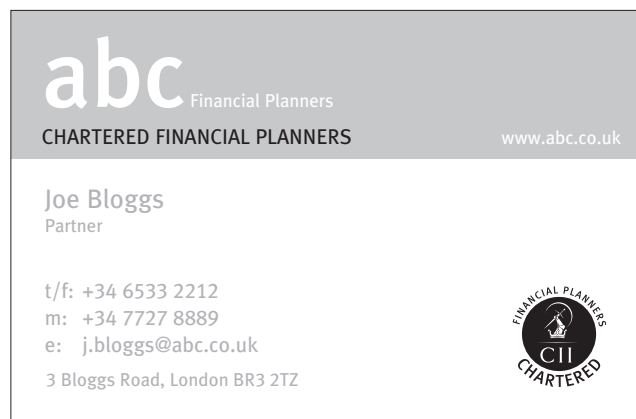 abc Financial Planners
CHARTERED FINANCIAL PLANNERS www.abc.co.uk
Joe Bloggs
Partner
t/f: +34 6533 2212
m: +34 7727 8889
e: j.bloggs@abc.co.uk
3 Bloggs Road, London BR3 2TZ
FINANCIAL PLANNERS
CII
CHARTERED